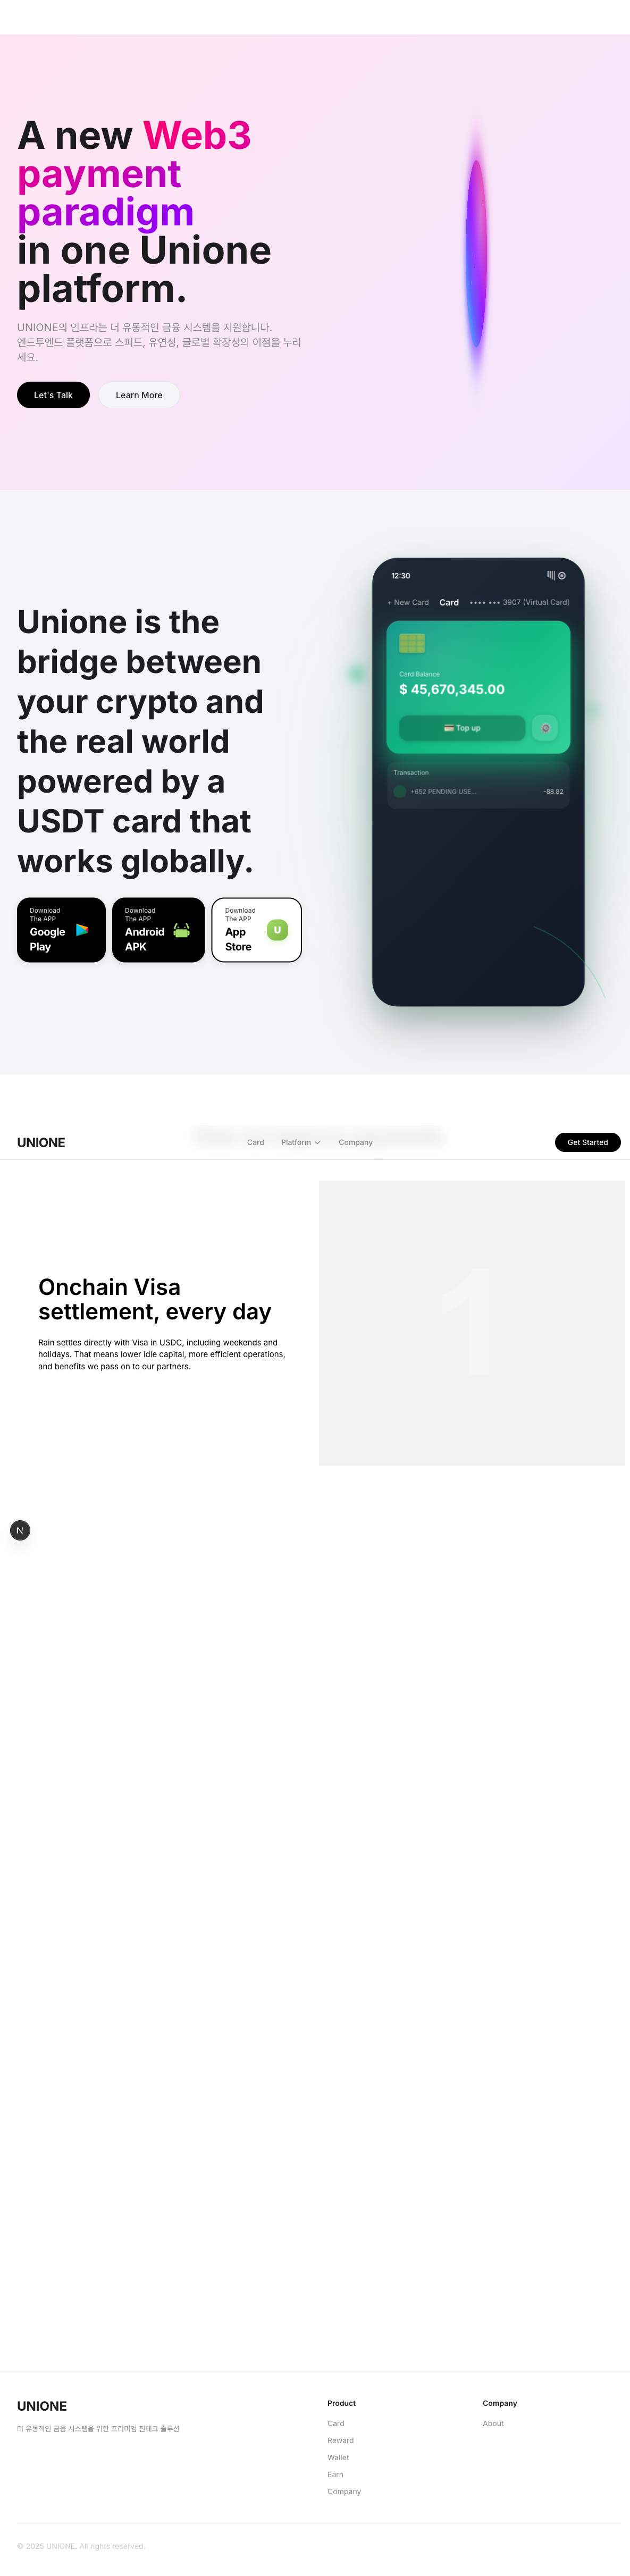 A new Web3
payment
paradigm
in one Unione
platform.
UNIONE의 인프라는 더 유동적인 금융 시스템을 지원합니다.
엔드투엔드 플랫폼으로 스피드, 유연성, 글로벌 확장성의 이점을 누리
세요.
Let's Talk
Learn More
Unione is the
bridge between
your crypto and
the real world
powered by a
USDT card that
works globally.
Download
The APP
Google
Play
Download
The APP
Android
APK
Download
The APP
App
Store
U
12:30
+ New Card
Card
•••• ••• 3907 (Virtual Card)
Card Balance
$ 45,670,345.00
Top up
Transaction
+652 PENDING USE...
-88.82
UNIONE
Card
Platform
Company
Get Started
Onchain Visa
settlement, every day
Rain settles directly with Visa in USDC, including weekends and
holidays. That means lower idle capital, more efficient operations,
and benefits we pass on to our partners.
1
N
UNIONE
더 유동적인 금융 시스템을 위한 프리미엄 핀테크 솔루션
Product
Card
Reward
Wallet
Earn
Company
Company
About
© 2025 UNIONE. All rights reserved.